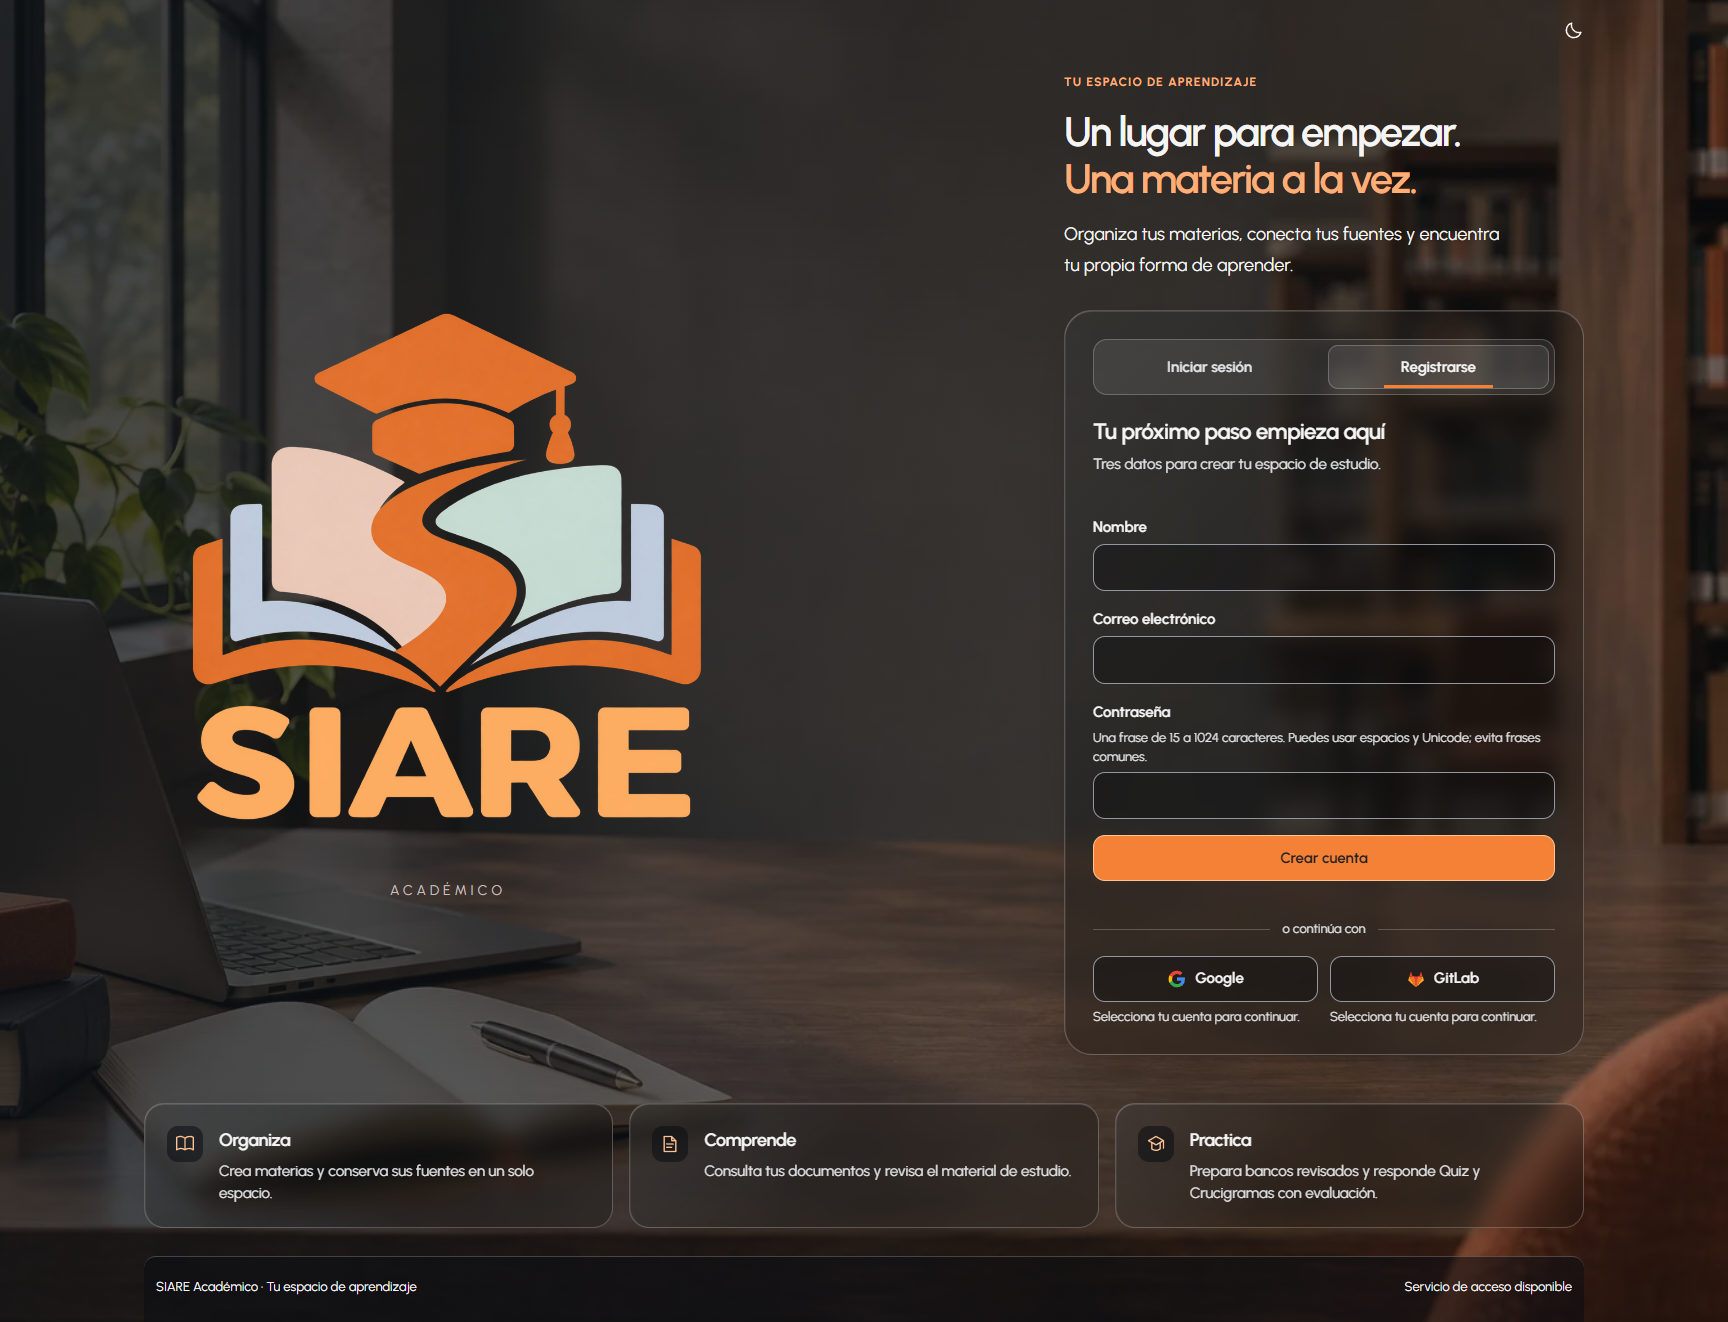 TU ESPACIO DE APRENDIZAJE
Un lugar para empezar.
Una materia a la vez.
Organiza tus materias, conecta tus fuentes y encuentra
tu propia forma de aprender.
SIARE
ACADÉMICO
Iniciar sesión
Registrarse
Tu próximo paso empieza aquí
Tres datos para crear tu espacio de estudio.
Nombre
Correo electrónico
Contraseña
Una frase de 15 a 1024 caracteres. Puedes usar espacios y Unicode; evita frases
comunes.
Crear cuenta
o continúa con
Google
GitLab
Selecciona tu cuenta para continuar.
Selecciona tu cuenta para continuar.
Organiza
Crea materias y conserva sus fuentes en un solo
espacio.
Comprende
Consulta tus documentos y revisa el material de estudio.
Practica
Prepara bancos revisados y responde Quiz y
Crucigramas con evaluación.
SIARE Académico · Tu espacio de aprendizaje
Servicio de acceso disponible